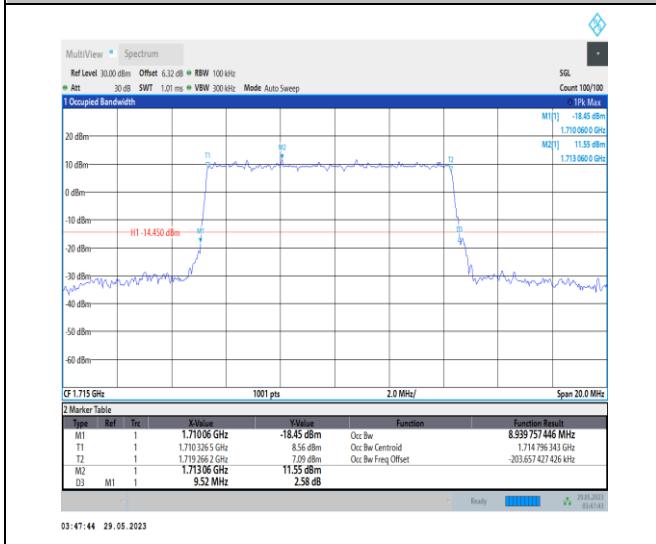 MultiView Spectrum
Ref Level 30.00 dBm Offset 6.32 dB RBW 100 kHz SGL
Att 30 dB SWT 1.01 ms VBW 300 kHz Mode Auto Sweep Count 100/100
1 Occupied Bandwidth 1Pk Max
M1[1] -18.45 dBm
1.710 060 0 GHz
M2[1] 11.55 dBm
1.713 060 0 GHz
20 dBm
M2
T1
T2
10 dBm
0 dBm
-10 dBm
H1 -14.450 dBm
M1
D3
-20 dBm
-30 dBm
-40 dBm
-50 dBm
-60 dBm
CF 1.715 GHz 1001 pts 2.0 MHz/ Span 20.0 MHz
2 Marker Table
Type Ref Trc X-Value Y-Value Function Function Result
M1 1 1.71006 GHz -18.45 dBm Occ Bw 8.939 757 446 MHz
T1 1 1.710 326 5 GHz 8.56 dBm Occ Bw Centroid 1.714 796 343 GHz
T2 1 1.719 266 2 GHz 7.09 dBm Occ Bw Freq Offset -203.657 427 426 kHz
M2 1 1.713 06 GHz 11.55 dBm
D3 M1 1 9.52 MHz 2.58 dB
Ready 29.05.2023
03:47:43
03:47:44 29.05.2023